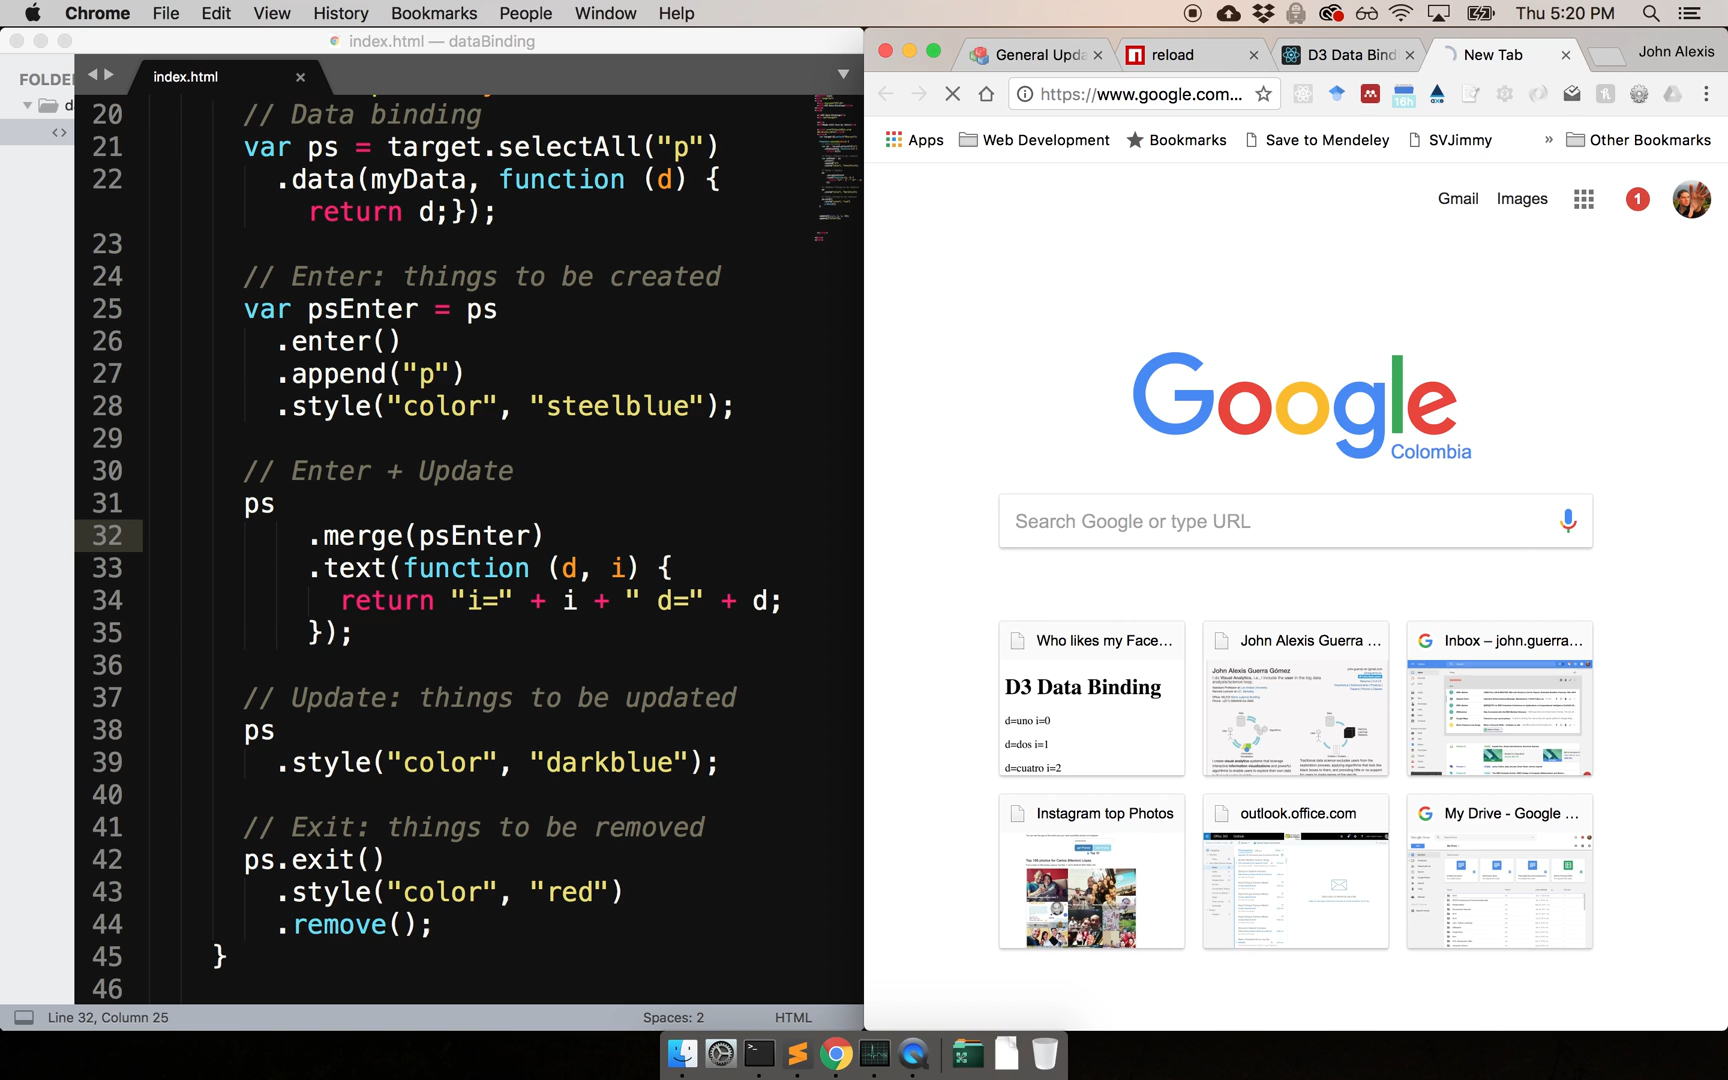 Chrome File Edit View History Bookmarks People Window Help Thu 5:20 PM
index.html — dataBinding
FOLDE
index.html
20 // Data binding
21 var ps = target.selectAll("p")
22 .data(myData, function (d) {
return d;});
23
24 // Enter: things to be created
25 var psEnter = ps
26 .enter()
27 .append("p")
28 .style("color", "steelblue");
29
30 // Enter + Update
31 ps
32 .merge(psEnter)
33 .text(function (d, i) {
34 return "i=" + i + " d=" + d;
35 });
36
37 // Update: things to be updated
38 ps
39 .style("color", "darkblue");
40
41 // Exit: things to be removed
42 ps.exit()
43 .style("color", "red")
44 .remove();
45 }
46
Line 32, Column 25 Spaces: 2 HTML
General Upda reload D3 Data Bind New Tab John Alexis
https://www.google.com...
16h
Apps Web Development Bookmarks Save to Mendeley SVJimmy » Other Bookmarks
Gmail Images 1
Google
Colombia
Search Google or type URL
Who likes my Face...
D3 Data Binding
d=uno i=0
d=dos i=1
d=cuatro i=2
John Alexis Guerra ...
John Alexis Guerra Gómez
Inbox – john.guerra...
Instagram top Photos
outlook.office.com
My Drive - Google ...